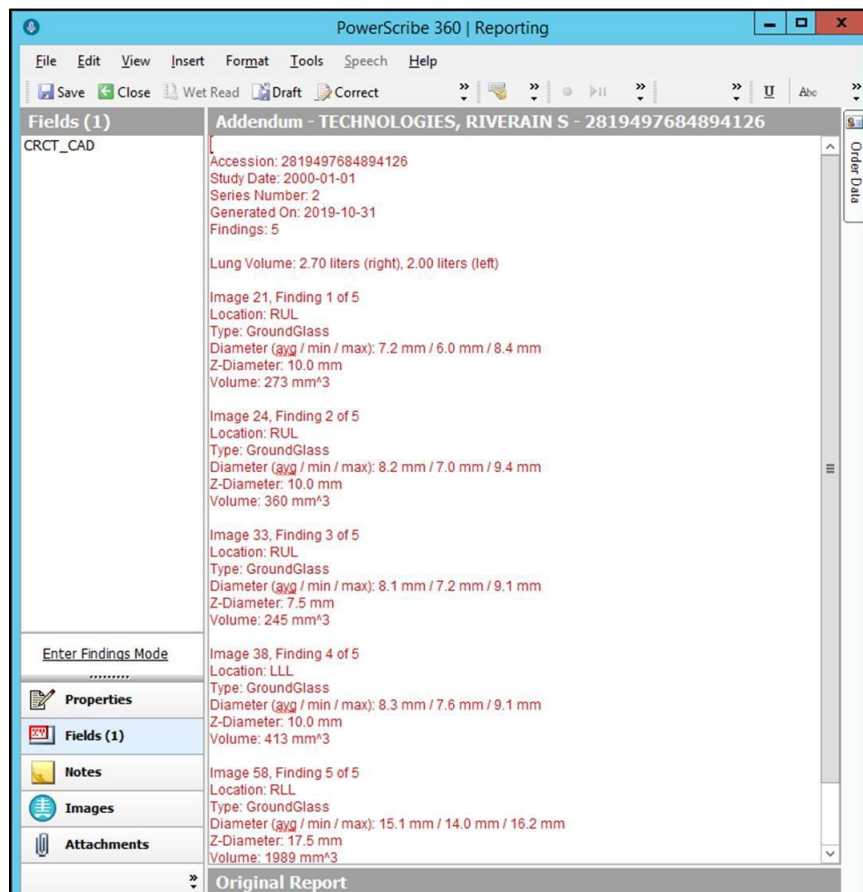 PowerScribe 360 | Reporting
File Edit View Insert Format Tools Speech Help
Save Close Wet Read Draft Correct U Abc
Fields (1)
CRCT_CAD
Addendum - TECHNOLOGIES, RIVERAIN S - 2819497684894126
Accession: 2819497684894126
Study Date: 2000-01-01
Series Number: 2
Generated On: 2019-10-31
Findings: 5
Lung Volume: 2.70 liters (right), 2.00 liters (left)
Image 21, Finding 1 of 5
Location: RUL
Type: GroundGlass
Diameter (avg / min / max): 7.2 mm / 6.0 mm / 8.4 mm
Z-Diameter: 10.0 mm
Volume: 273 mm^3
Image 24, Finding 2 of 5
Location: RUL
Type: GroundGlass
Diameter (avg / min / max): 8.2 mm / 7.0 mm / 9.4 mm
Z-Diameter: 10.0 mm
Volume: 360 mm^3
Image 33, Finding 3 of 5
Location: RUL
Type: GroundGlass
Diameter (avg / min / max): 8.1 mm / 7.2 mm / 9.1 mm
Z-Diameter: 7.5 mm
Volume: 245 mm^3
Image 38, Finding 4 of 5
Location: LLL
Type: GroundGlass
Diameter (avg / min / max): 8.3 mm / 7.6 mm / 9.1 mm
Z-Diameter: 10.0 mm
Volume: 413 mm^3
Image 58, Finding 5 of 5
Location: RLL
Type: GroundGlass
Diameter (avg / min / max): 15.1 mm / 14.0 mm / 16.2 mm
Z-Diameter: 17.5 mm
Volume: 1989 mm^3
Order Data
Enter Findings Mode
Properties
Fields (1)
Notes
Images
Attachments
Original Report